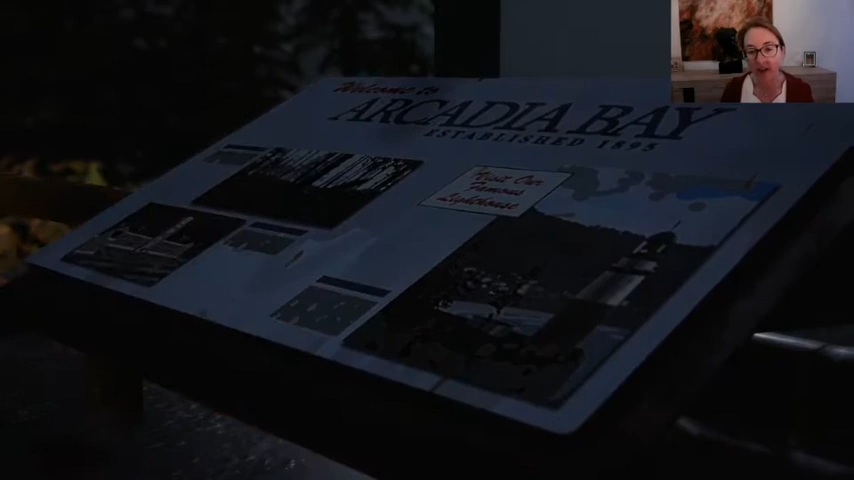 Welcome to
ARCADIA BAY
ESTABLISHED 1895
Visit Our
Famous
Lighthouse